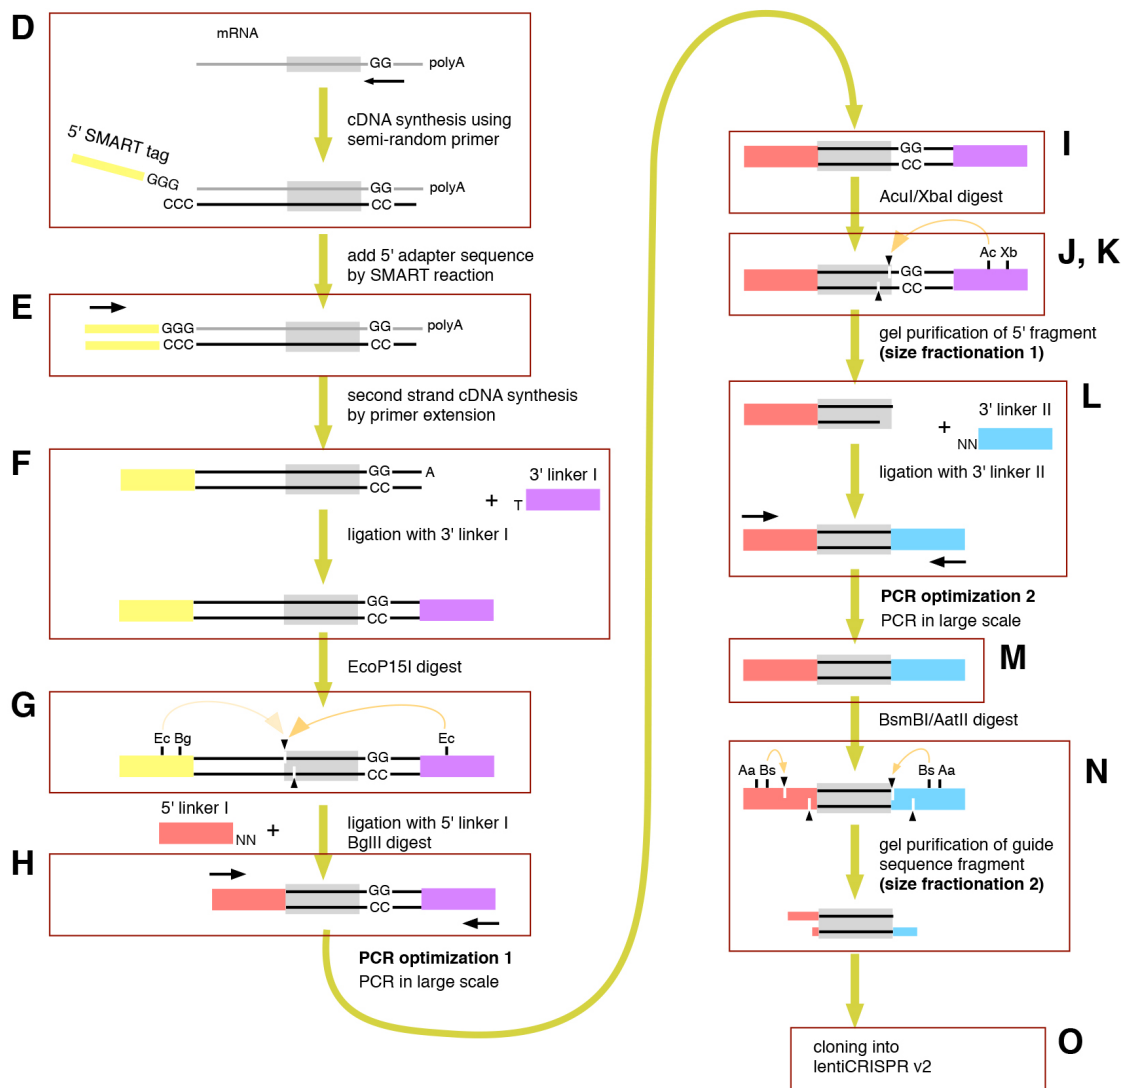 D
mRNA
GG
polyA
cDNA synthesis using
semi-random primer
5' SMART tag
GGG
CCC
GG
CC
polyA
add 5' adapter sequence
by SMART reaction
E
GGG
CCC
GG
CC
polyA
second strand cDNA synthesis
by primer extension
F
GG
CC
A
+
3' linker I
T
ligation with 3' linker I
GG
CC
EcoP15I digest
G
Ec Bg
Ec
GG
CC
5' linker I
NN
+
ligation with 5' linker I
BglII digest
H
GG
CC
PCR optimization 1
PCR in large scale
I
GG
CC
AcuI/XbaI digest
J, K
Ac Xb
GG
CC
gel purification of 5' fragment
(size fractionation 1)
L
+
3' linker II
NN
ligation with 3' linker II
PCR optimization 2
PCR in large scale
M
BsmBI/AatII digest
N
Aa Bs
Bs Aa
gel purification of guide
sequence fragment
(size fractionation 2)
O
cloning into
lentiCRISPR v2